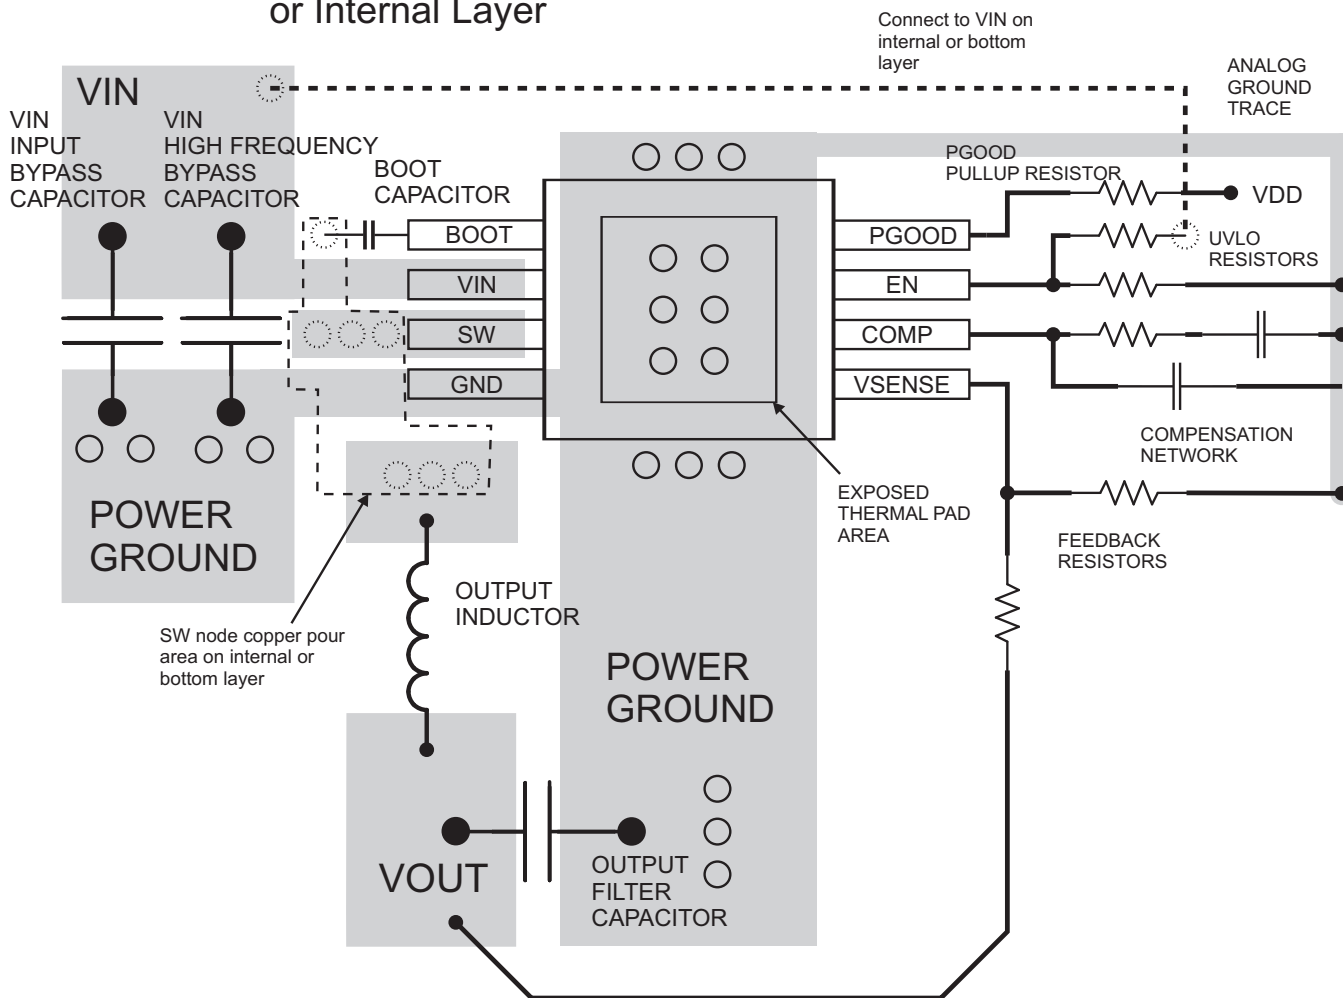 or Internal Layer
Connect to VIN on
internal or bottom
layer
ANALOG
GROUND
TRACE
VIN
VIN
INPUT
BYPASS
CAPACITOR
VIN
HIGH FREQUENCY
BYPASS
CAPACITOR
BOOT
CAPACITOR
PGOOD
PULLUP RESISTOR
VDD
BOOT
VIN
SW
GND
PGOOD
EN
COMP
VSENSE
UVLO
RESISTORS
COMPENSATION
NETWORK
EXPOSED
THERMAL PAD
AREA
FEEDBACK
RESISTORS
POWER
GROUND
OUTPUT
INDUCTOR
SW node copper pour
area on internal or
bottom layer
POWER
GROUND
VOUT
OUTPUT
FILTER
CAPACITOR